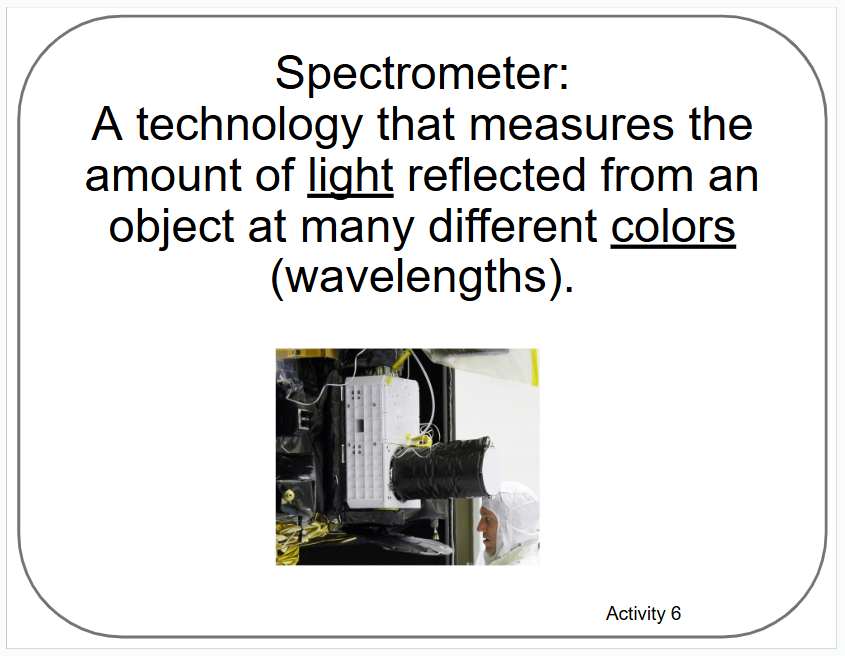 Spectrometer:
A technology that measures the
amount of light reflected from an
object at many different colors
(wavelengths).
Activity 6